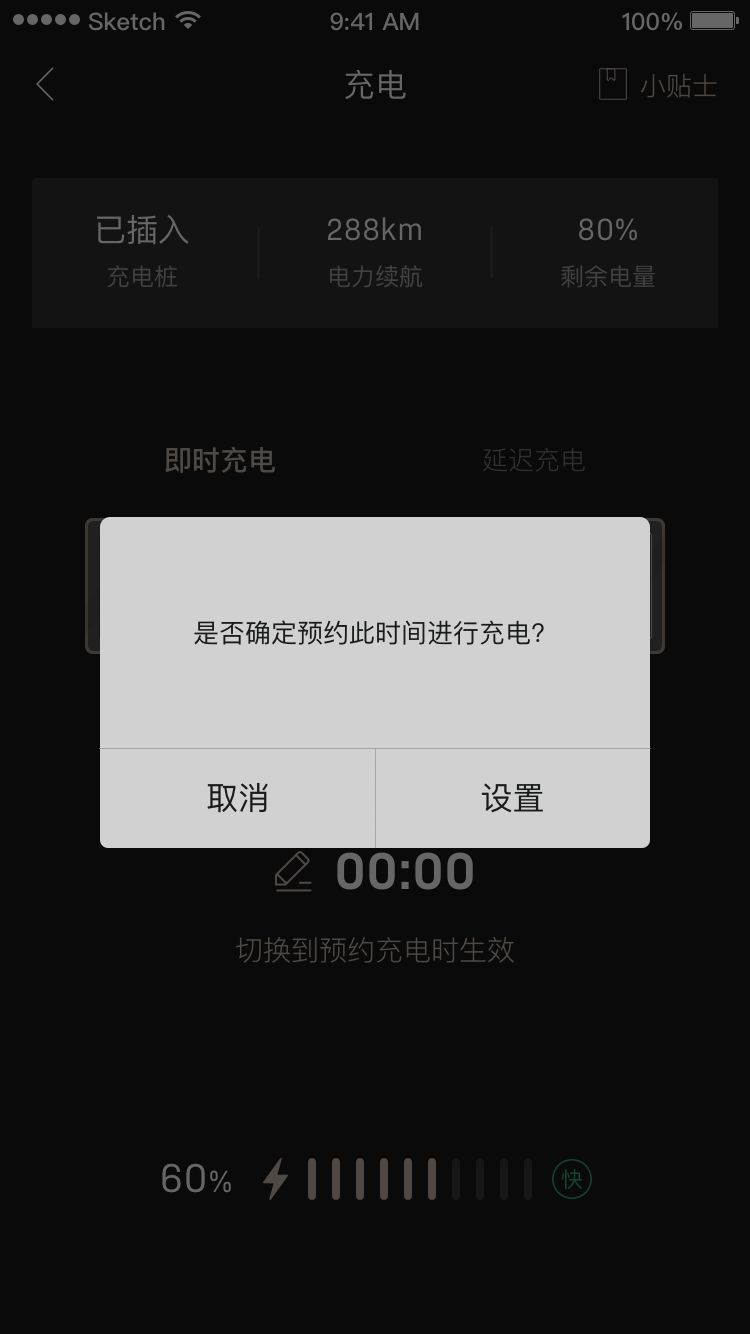 Sketch 9:41 AM 100%
充电 小贴士
已插入 288km 80%
充电桩 电力续航 剩余电量
即时充电 延迟充电
是否确定预约此时间进行充电?
取消 设置
00:00
切换到预约充电时生效
60% 快